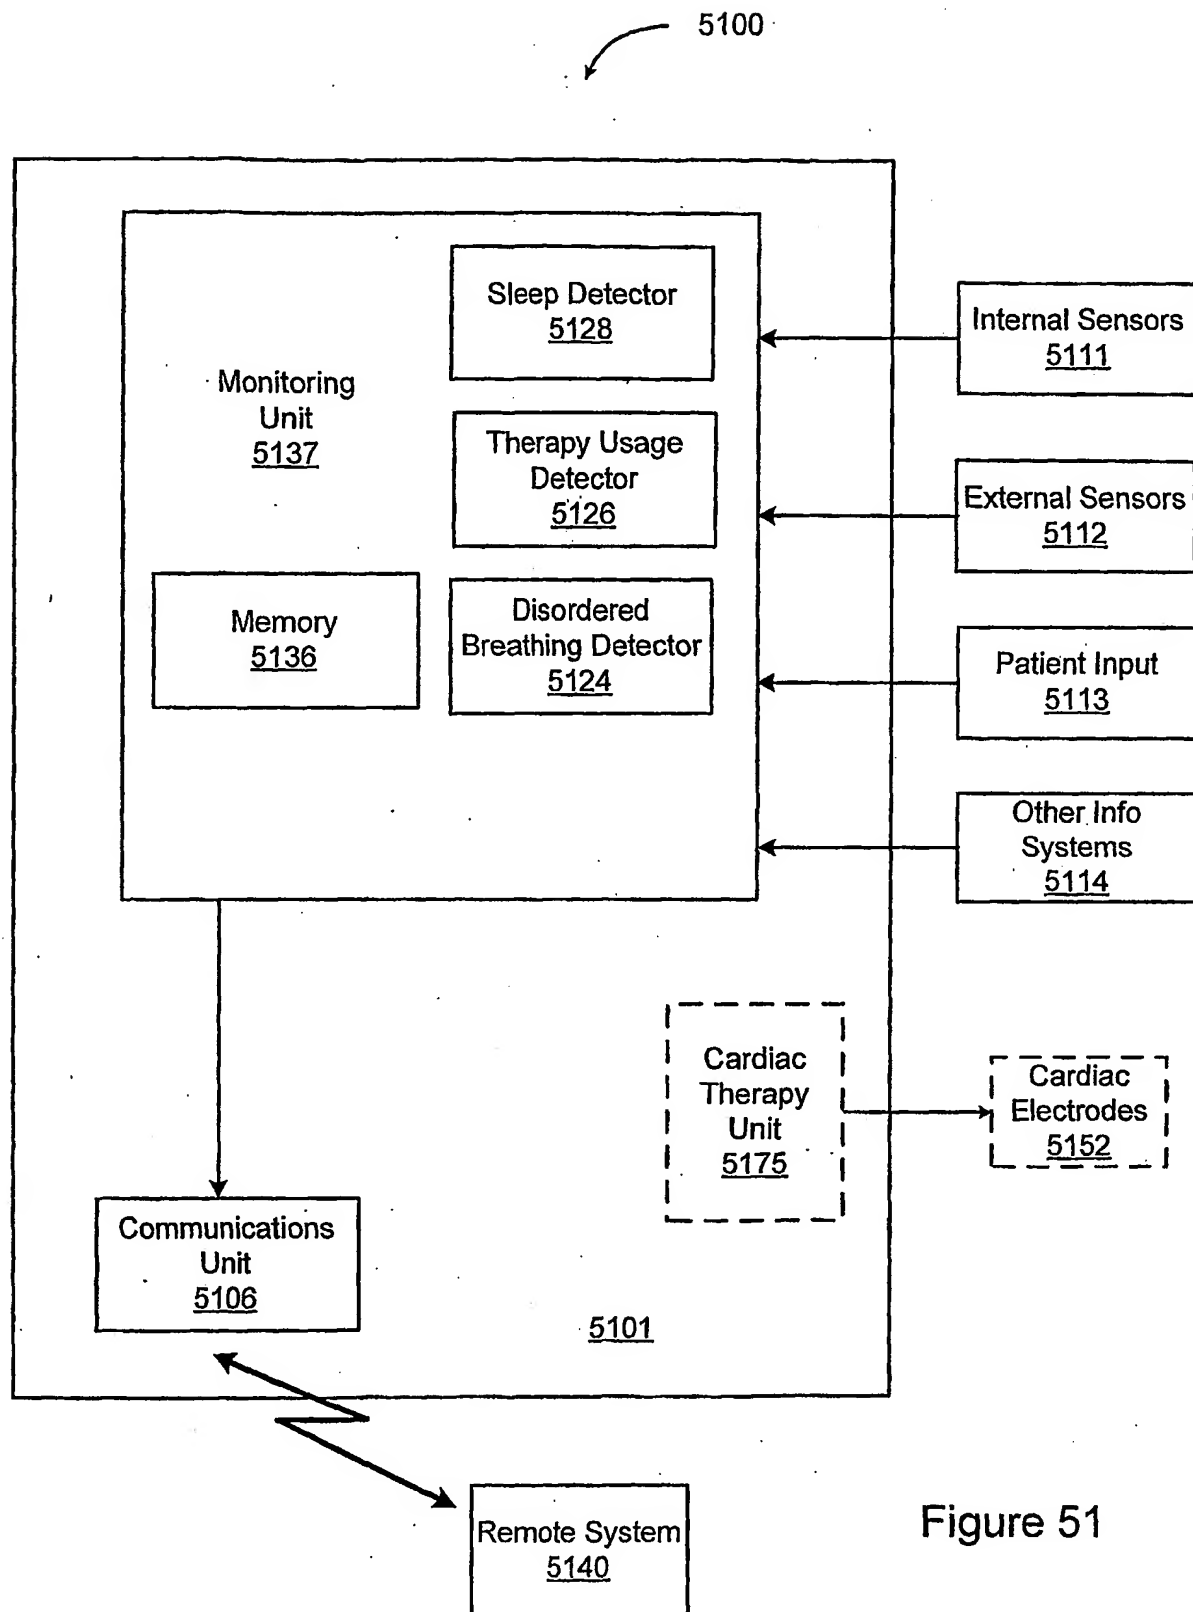 5100
Sleep Detector
5128
Internal Sensors
5111
Monitoring
Unit
5137
Therapy Usage
Detector
5126
External Sensors
5112
Memory
5136
Disordered
Breathing Detector
5124
Patient Input
5113
Other Info
Systems
5114
Cardiac
Therapy
Unit
5175
Cardiac
Electrodes
5152
Communications
Unit
5106
5101
Remote System
5140
Figure 51